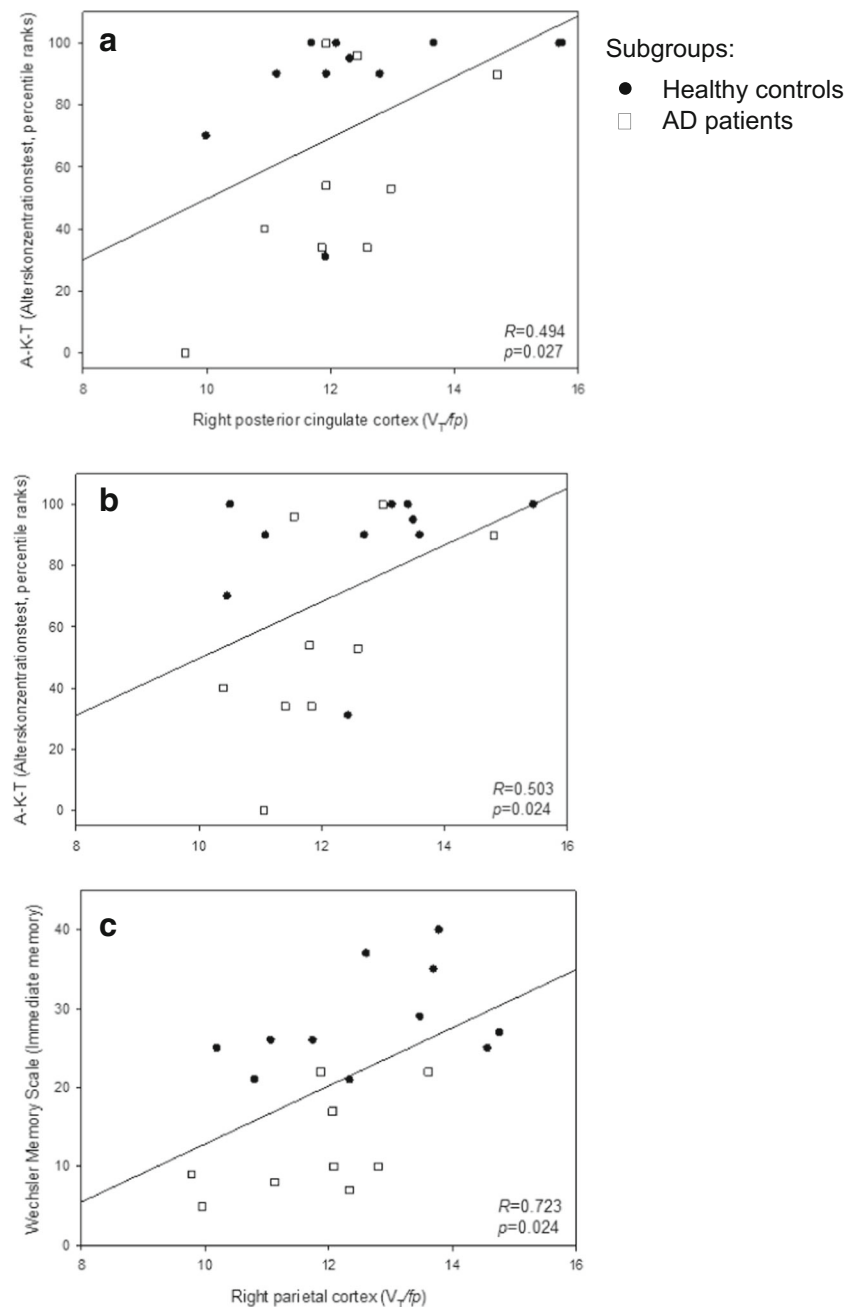 a
Subgroups:
Healthy controls
AD patients
A-K-T (Alterskonzentrationstest, percentile ranks)
100
80
60
40
20
0
R=0.494
p=0.027
8 10 12 14 16
Right posterior cingulate cortex (VT/fp)
b
A-K-T (Alterskonzentrationstest, percentile ranks)
100
80
60
40
20
0
R=0.503
p=0.024
8 10 12 14 16
c
Wechsler Memory Scale (Immediate memory)
40
30
20
10
0
R=0.723
p=0.024
8 10 12 14 16
Right parietal cortex (VT/fp)